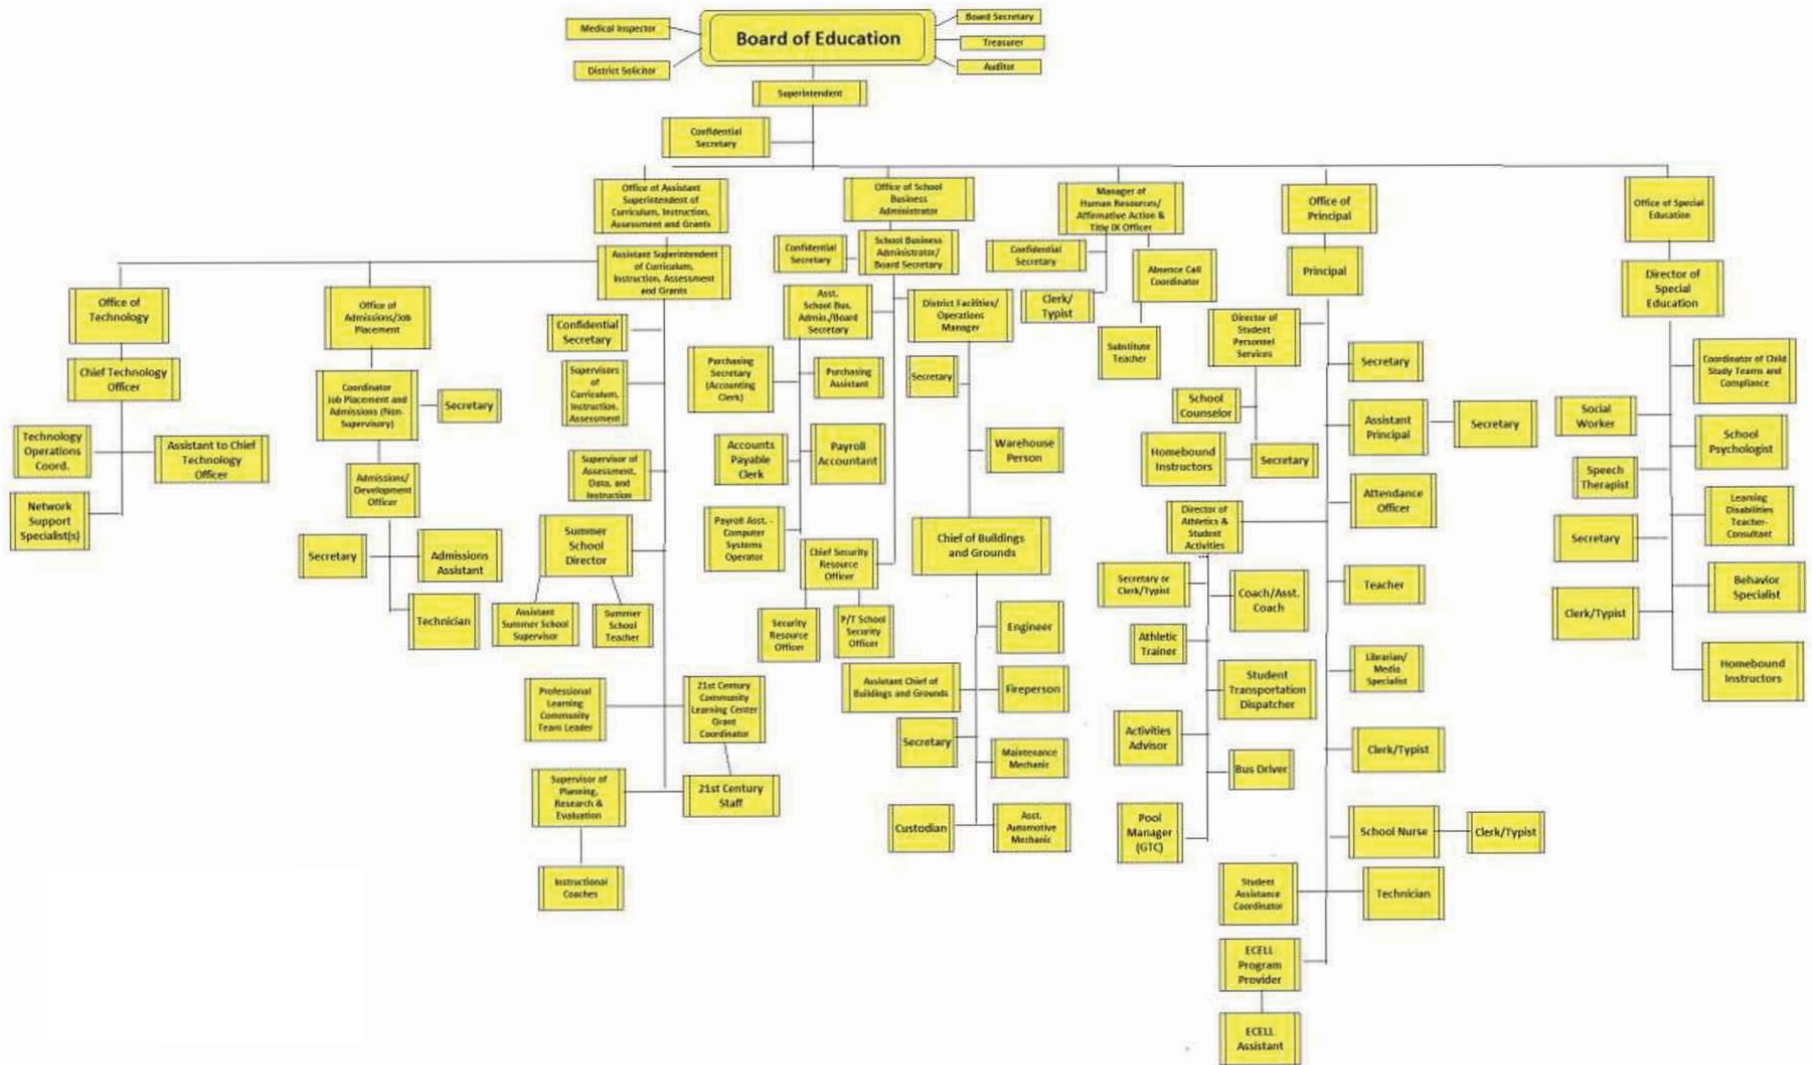 Medical Inspector
District Solicitor
Board of Education
Board Secretary
Treasurer
Auditor
Superintendent
Confidential
Secretary
Office of Assistant
Superintendent of
Curriculum, Instruction,
Assessment and Grants
Office of School
Business
Administrator
Manager of
Human Resources/
Affirmative Action &
Title IX Officer
Office of
Principal
Office of Special
Education
Assistant Superintendent
of Curriculum,
Instruction, Assessment
and Grants
Confidential
Secretary
School Business
Administrator/
Board Secretary
Confidential
Secretary
Absence Call
Coordinator
Principal
Director of
Special
Education
Office of
Technology
Office of
Admissions/Job
Placement
Asst.
School Bus.
Admin./Board
Secretary
District Facilities/
Operations
Manager
Clerk/
Typist
Substitute
Teacher
Director of
Student
Personnel
Services
Chief Technology
Officer
Coordinator
Job Placement and
Admissions (Non-
Supervisory)
Secretary
Confidential
Secretary
Supervisors
of
Curriculum,
Instruction,
Assessment
Purchasing
Secretary
(Accounting
Clerk)
Purchasing
Assistant
Secretary
School
Counselor
Secretary
Coordinator of Child
Study Teams and
Compliance
Technology
Operations
Coord.
Assistant to Chief
Technology
Officer
Admissions/
Development
Officer
Supervisor
of
Assessment,
Data, and
Instruction
Accounts
Payable
Clerk
Payroll
Accountant
Warehouse
Person
Homebound
Instructors
Secretary
Assistant
Principal
Secretary
Social
Worker
School
Psychologist
Network
Support
Specialist(s)
Secretary
Admissions
Assistant
Technician
Summer
School
Director
Assistant
Summer School
Supervisor
Summer
School
Teacher
Payroll Asst. -
Computer
Systems
Operator
Chief Security
Resource
Officer
Security
Resource
Officer
P/T School
Security
Officer
Chief of Buildings
and Grounds
Director of
Athletics &
Student
Activities
Attendance
Officer
Speech
Therapist
Learning
Disabilities
Teacher-
Consultant
Secretary
Secretary or
Clerk/Typist
Coach/Asst.
Coach
Teacher
Behavior
Specialist
Clerk/Typist
Engineer
Athletic
Trainer
Librarian/
Media
Specialist
Homebound
Instructors
Professional
Learning
Community
Team Leader
21st Century
Community
Learning Center
Grant
Coordinator
Assistant Chief of
Buildings and Grounds
Fireperson
Student
Transportation
Dispatcher
Secretary
Maintenance
Mechanic
Activities
Advisor
Bus Driver
Clerk/Typist
Supervisor of
Planning,
Research &
Evaluation
21st Century
Staff
Custodian
Asst.
Automotive
Mechanic
Pool
Manager
(GTC)
School Nurse
Clerk/Typist
Instructional
Coaches
Student
Assistance
Coordinator
Technician
ECELL
Program
Provider
ECELL
Assistant